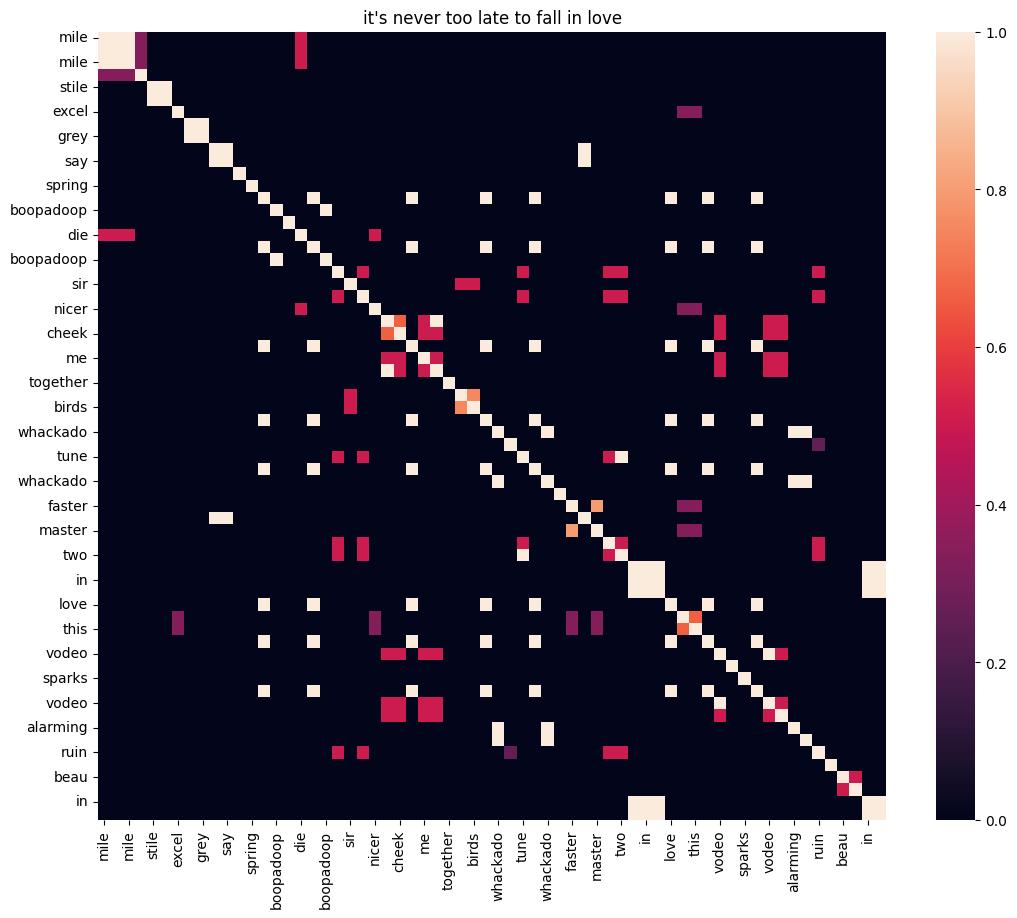 it's never too late to fall in love
mile
mile
stile
excel
grey
say
spring
boopadoop
die
boopadoop
sir
nicer
cheek
me
together
birds
whackado
tune
whackado
faster
master
two
in
love
this
vodeo
sparks
vodeo
alarming
ruin
beau
in
mile
mile
stile
excel
grey
say
spring
boopadoop
die
boopadoop
sir
nicer
cheek
me
together
birds
whackado
tune
whackado
faster
master
two
in
love
this
vodeo
sparks
vodeo
alarming
ruin
beau
in
1.0
0.8
0.6
0.4
0.2
0.0